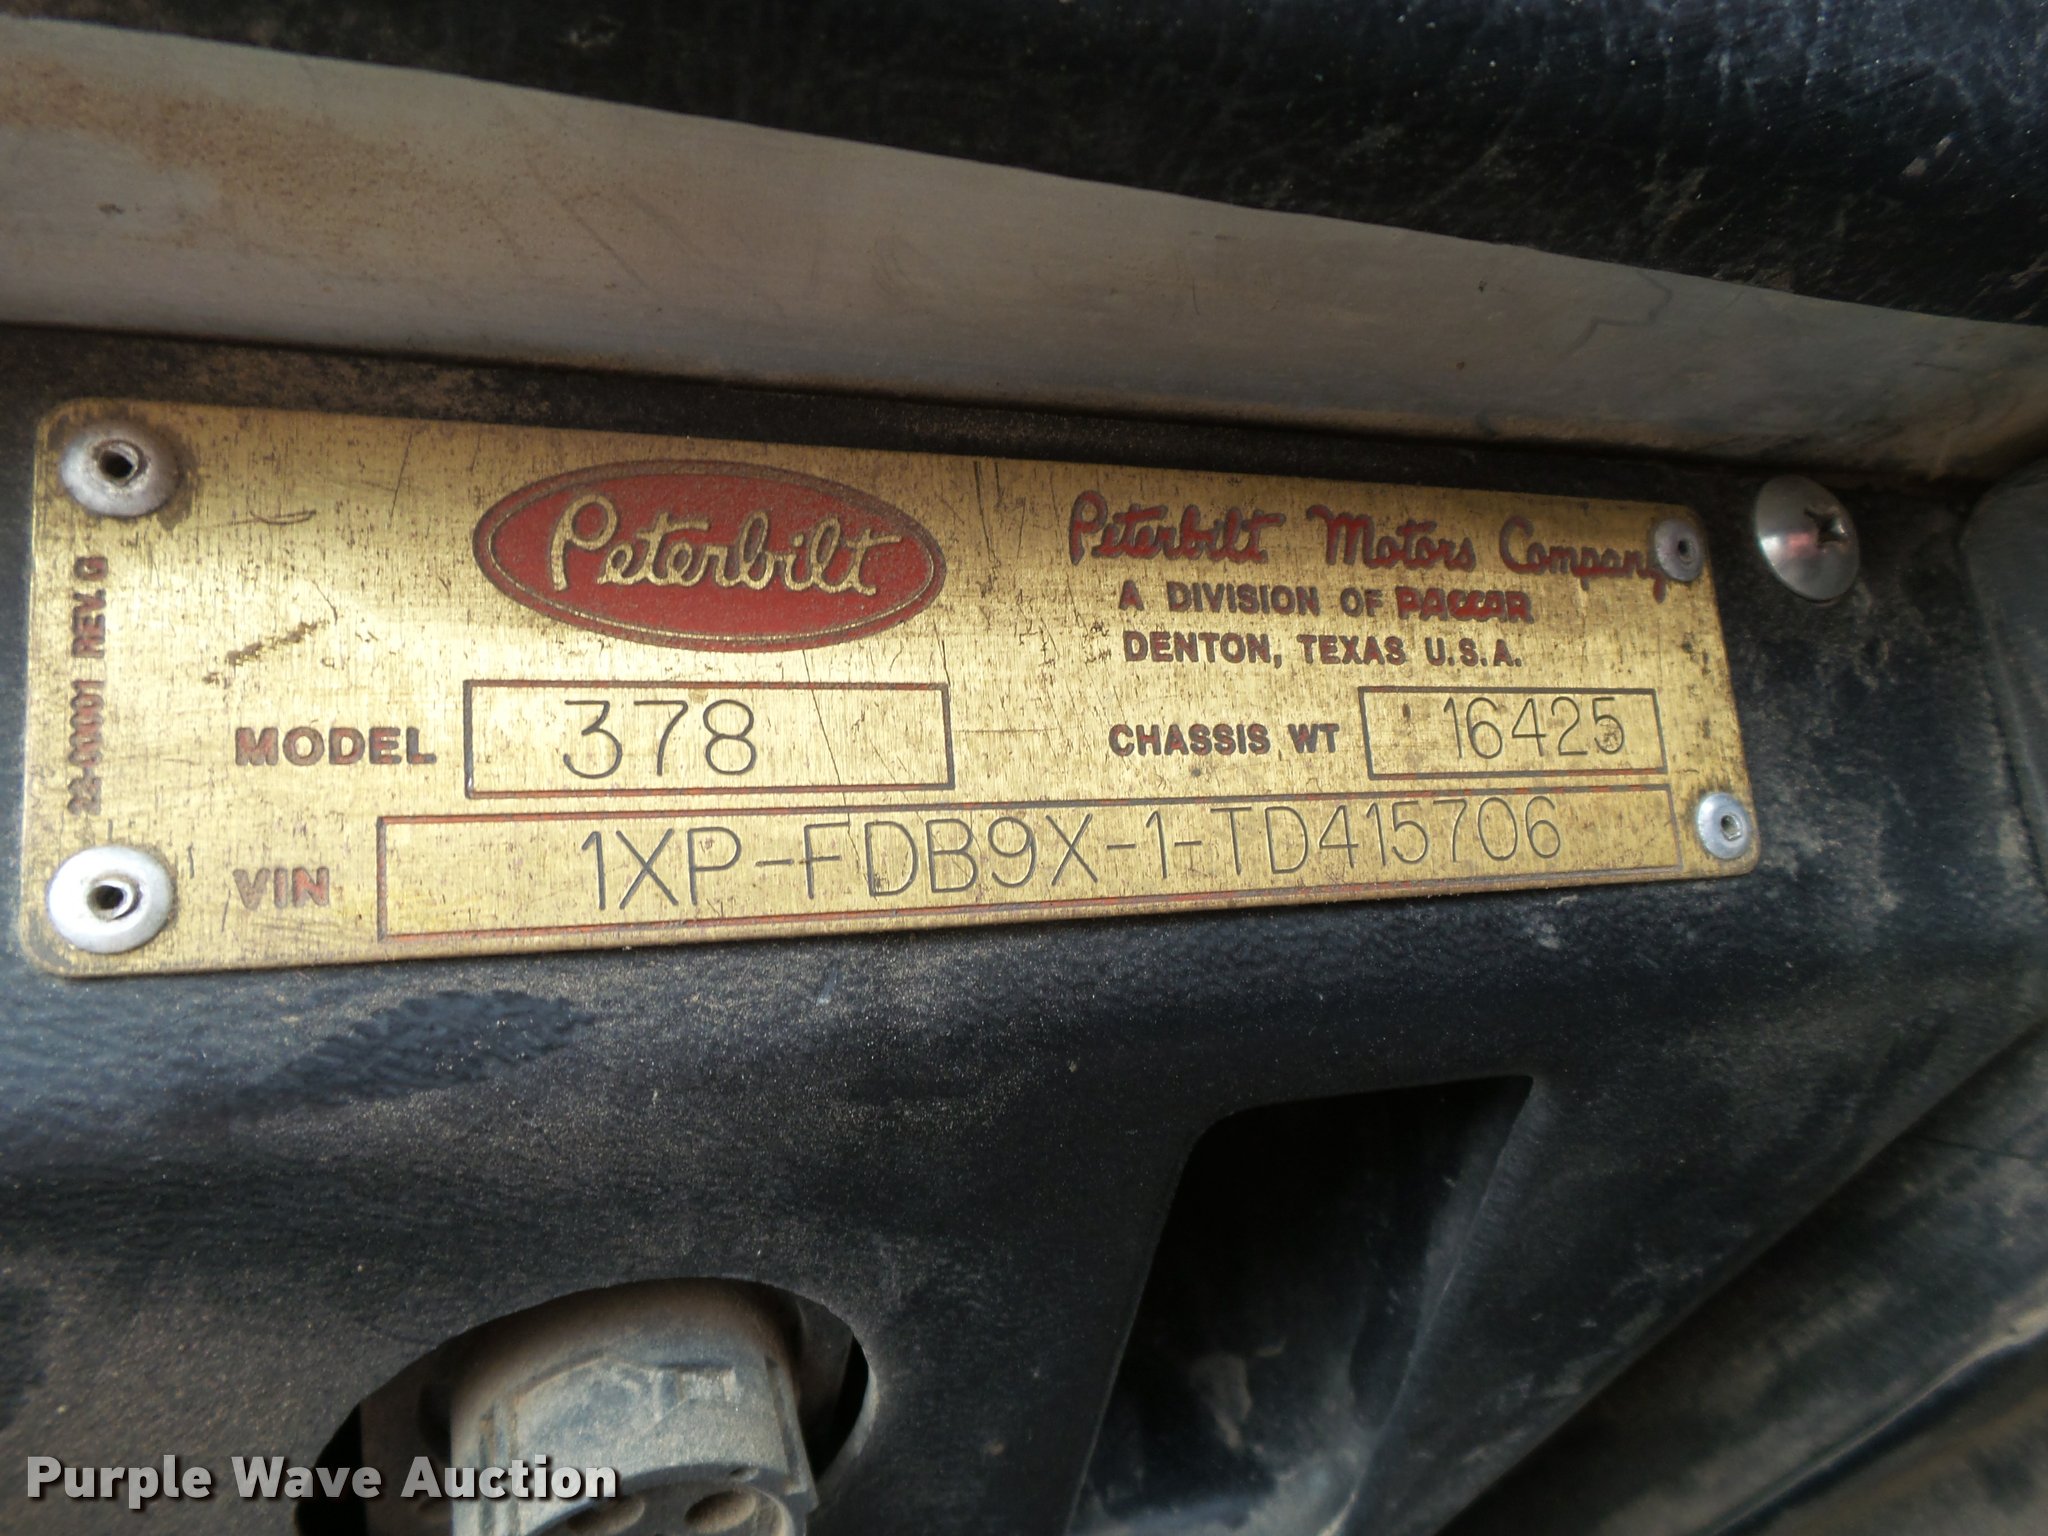 Peterbilt
Peterbilt Motors Company
A DIVISION OF PACCAR
DENTON, TEXAS U.S.A.
MODEL 378
CHASSIS WT 16425
VIN 1XP-FDB9X-1-TD415706
22-00001 REV. G
Purple Wave Auction